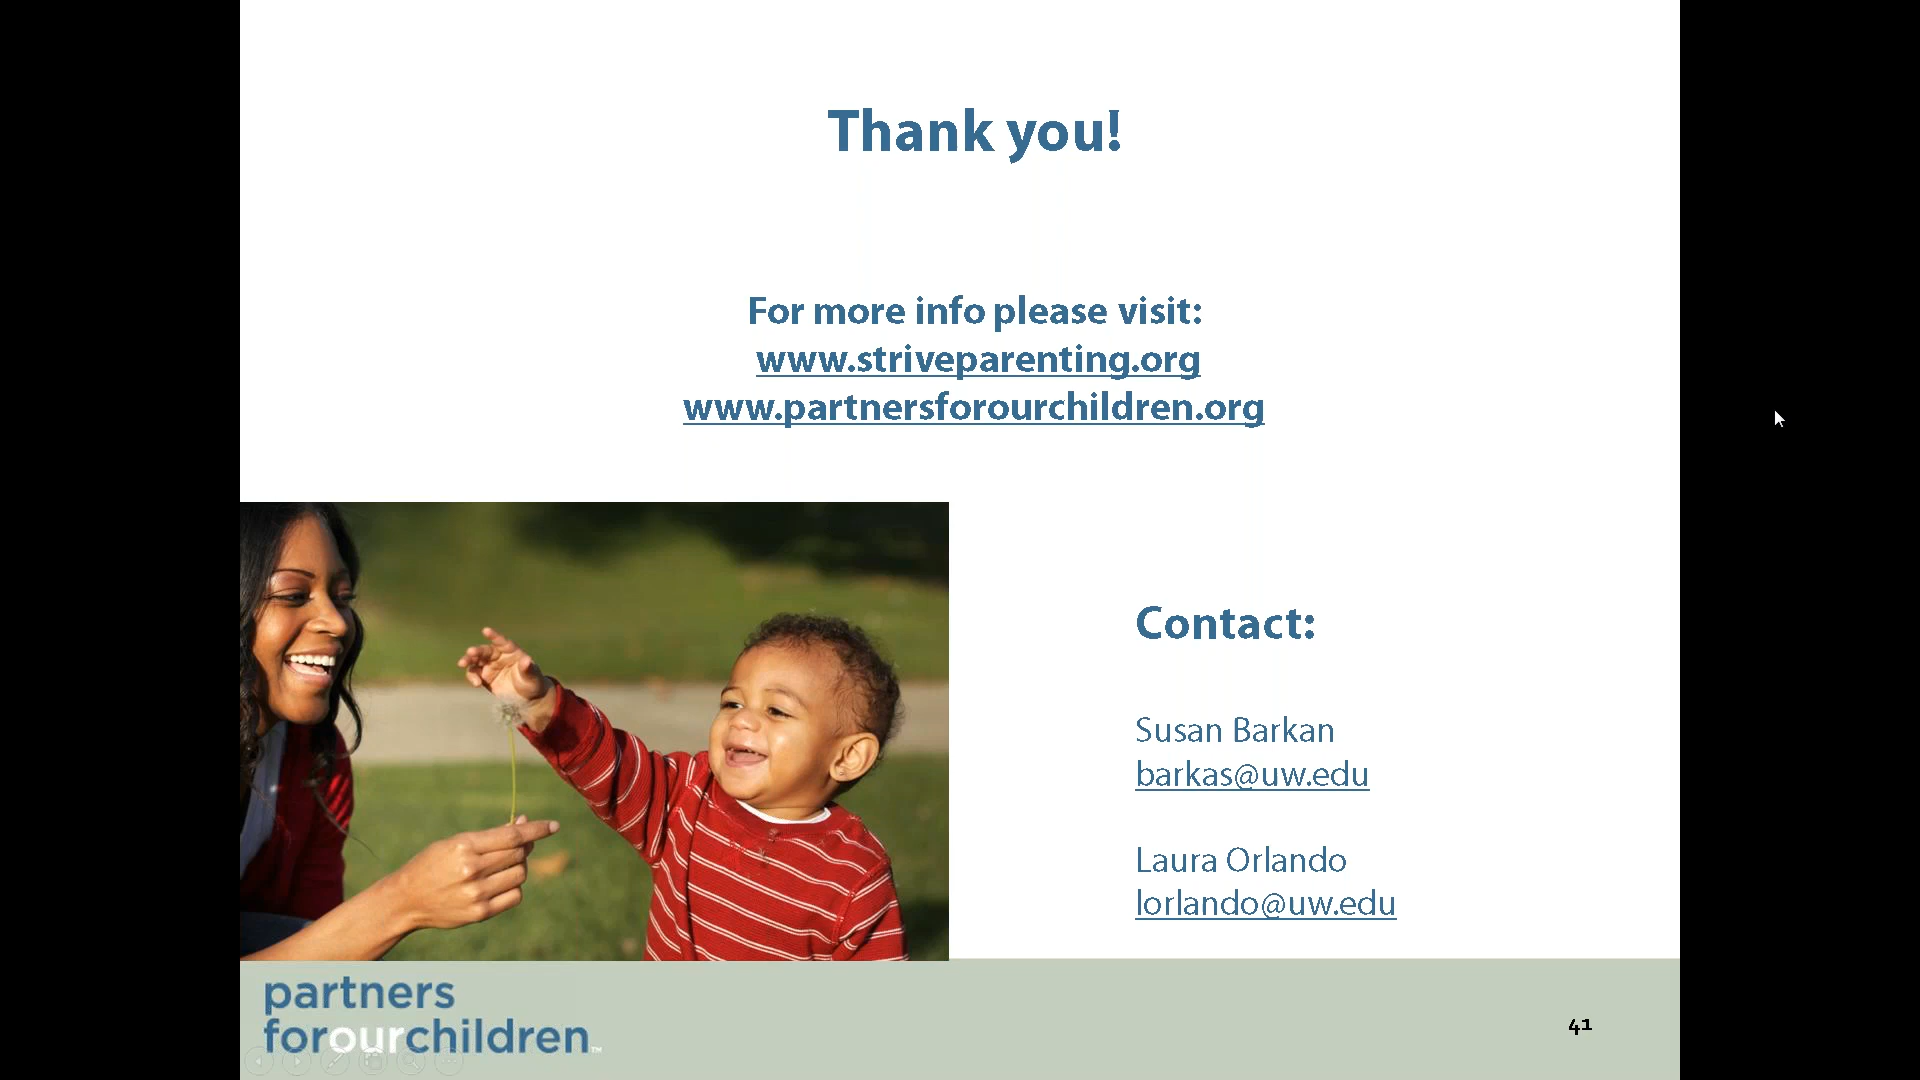 Thank you!
For more info please visit:
www.striveparenting.org
www.partnersforourchildren.org
Contact:
Susan Barkan
barkas@uw.edu
Laura Orlando
lorlando@uw.edu
partners
forourchildren™
41